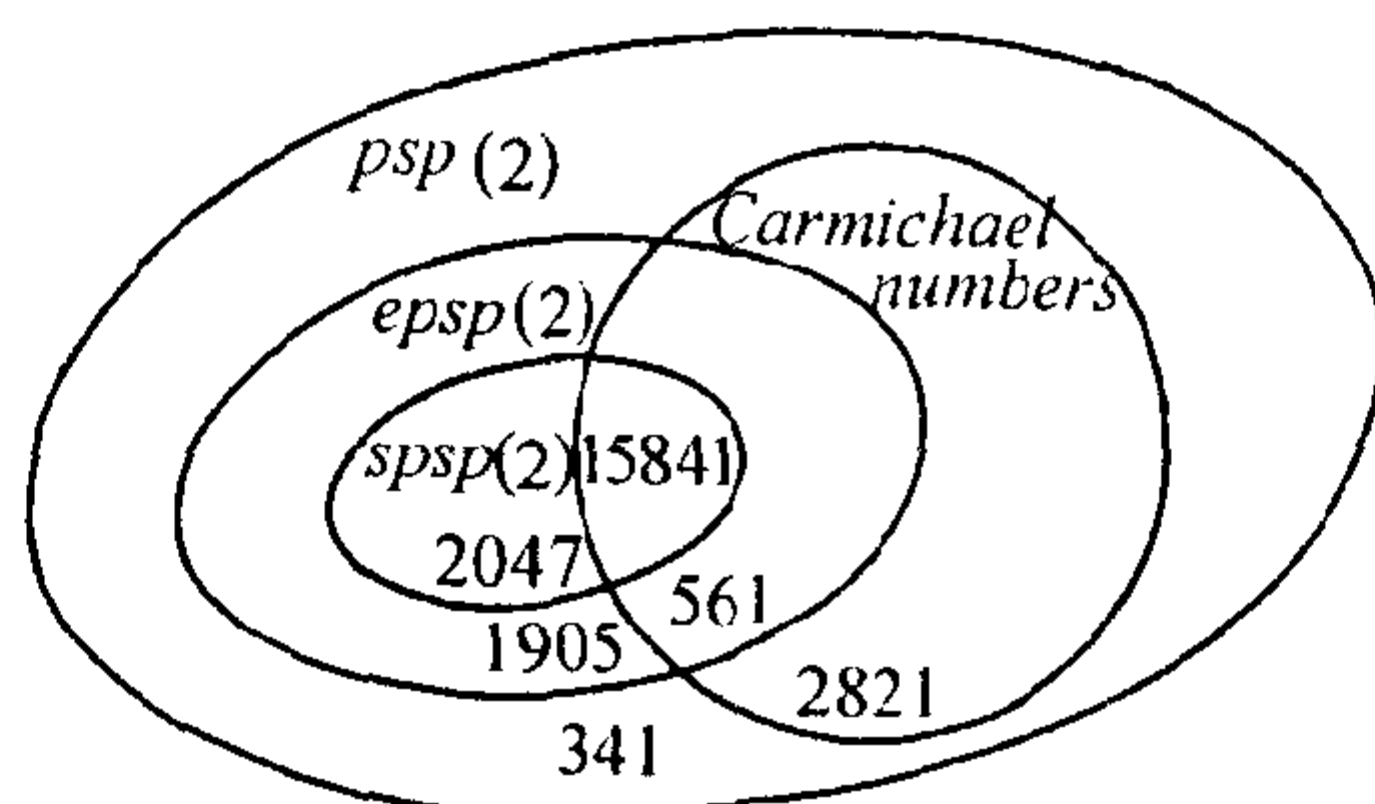 psp (2)
Carmichael
numbers
epsp (2)
spsp(2) 15841
2047
561
1905
2821
341